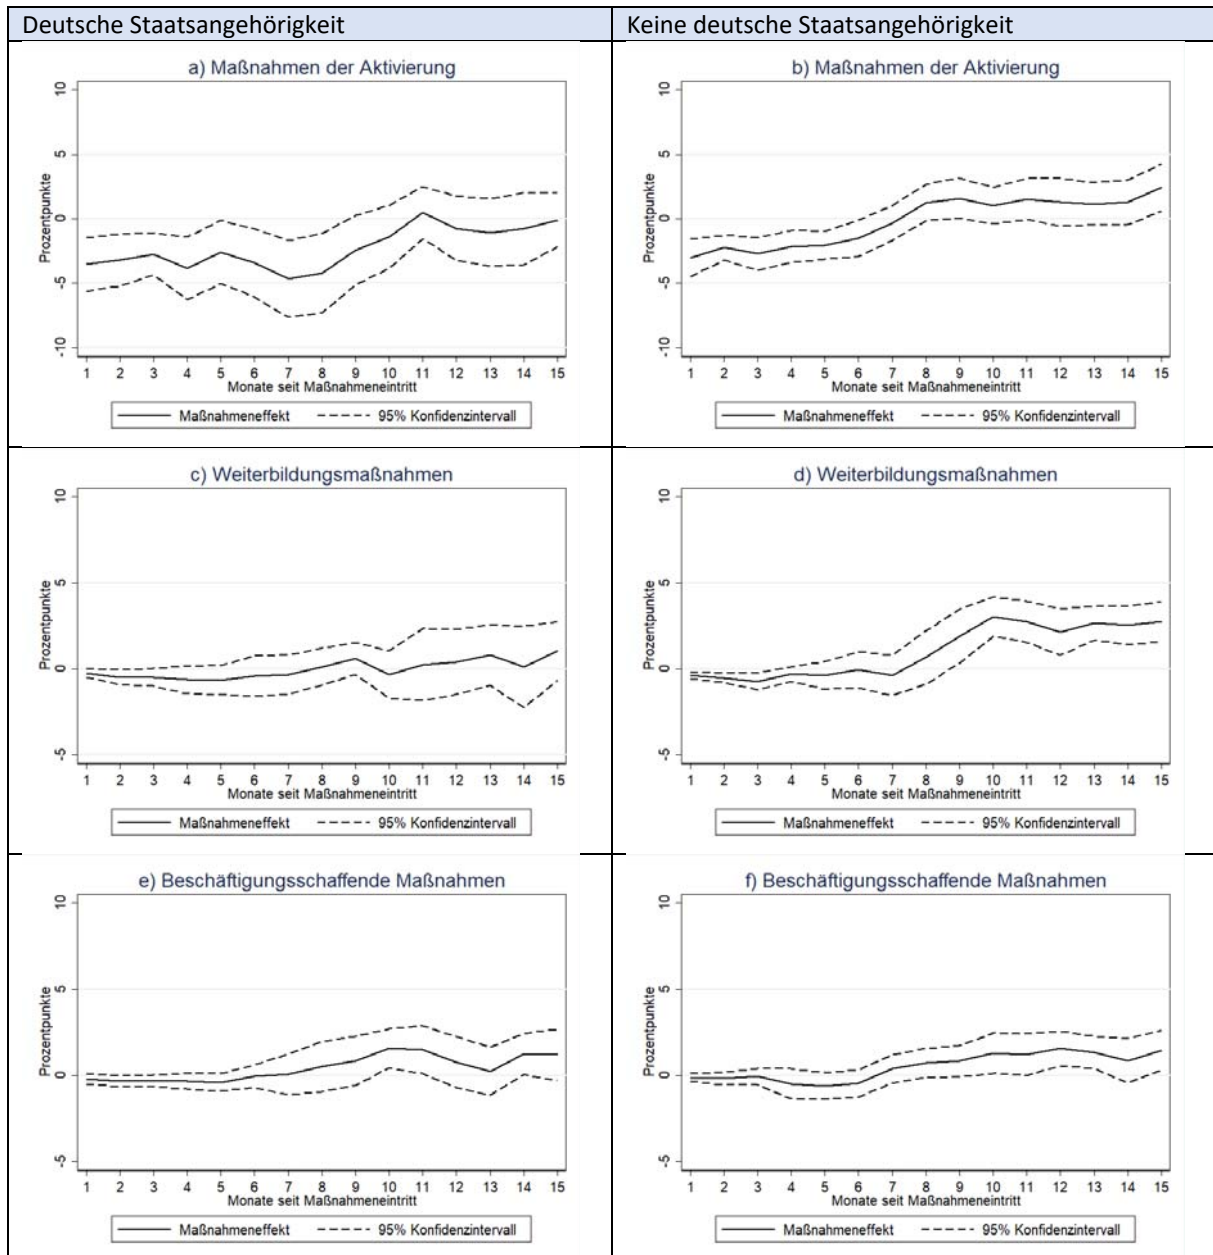 Deutsche Staatsangehörigkeit
Keine deutsche Staatsangehörigkeit
a) Maßnahmen der Aktivierung
Prozentpunkte
10
5
0
-5
-10
1 2 3 4 5 6 7 8 9 10 11 12 13 14 15
Monate seit Maßnahmeneintritt
Maßnahmeneffekt 95% Konfidenzintervall
b) Maßnahmen der Aktivierung
Prozentpunkte
10
5
0
-5
-10
1 2 3 4 5 6 7 8 9 10 11 12 13 14 15
Monate seit Maßnahmeneintritt
Maßnahmeneffekt 95% Konfidenzintervall
c) Weiterbildungsmaßnahmen
Prozentpunkte
10
5
0
-5
1 2 3 4 5 6 7 8 9 10 11 12 13 14 15
Monate seit Maßnahmeneintritt
Maßnahmeneffekt 95% Konfidenzintervall
d) Weiterbildungsmaßnahmen
Prozentpunkte
10
5
0
-5
1 2 3 4 5 6 7 8 9 10 11 12 13 14 15
Monate seit Maßnahmeneintritt
Maßnahmeneffekt 95% Konfidenzintervall
e) Beschäftigungsschaffende Maßnahmen
Prozentpunkte
10
5
0
-5
1 2 3 4 5 6 7 8 9 10 11 12 13 14 15
Monate seit Maßnahmeneintritt
Maßnahmeneffekt 95% Konfidenzintervall
f) Beschäftigungsschaffende Maßnahmen
Prozentpunkte
10
5
0
-5
1 2 3 4 5 6 7 8 9 10 11 12 13 14 15
Monate seit Maßnahmeneintritt
Maßnahmeneffekt 95% Konfidenzintervall